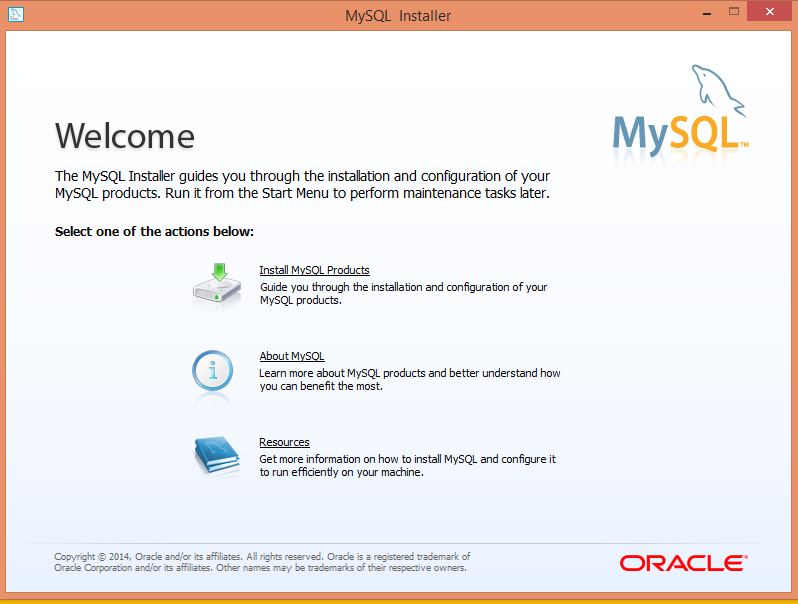 MySQL Installer
MySQL™
Welcome
The MySQL Installer guides you through the installation and configuration of your
MySQL products. Run it from the Start Menu to perform maintenance tasks later.
Select one of the actions below:
Install MySQL Products
Guide you through the installation and configuration of your
MySQL products.
About MySQL
Learn more about MySQL products and better understand how
you can benefit the most.
Resources
Get more information on how to install MySQL and configure it
to run efficiently on your machine.
Copyright © 2014, Oracle and/or its affiliates. All rights reserved. Oracle is a registered trademark of
Oracle Corporation and/or its affiliates. Other names may be trademarks of their respective owners.
ORACLE®